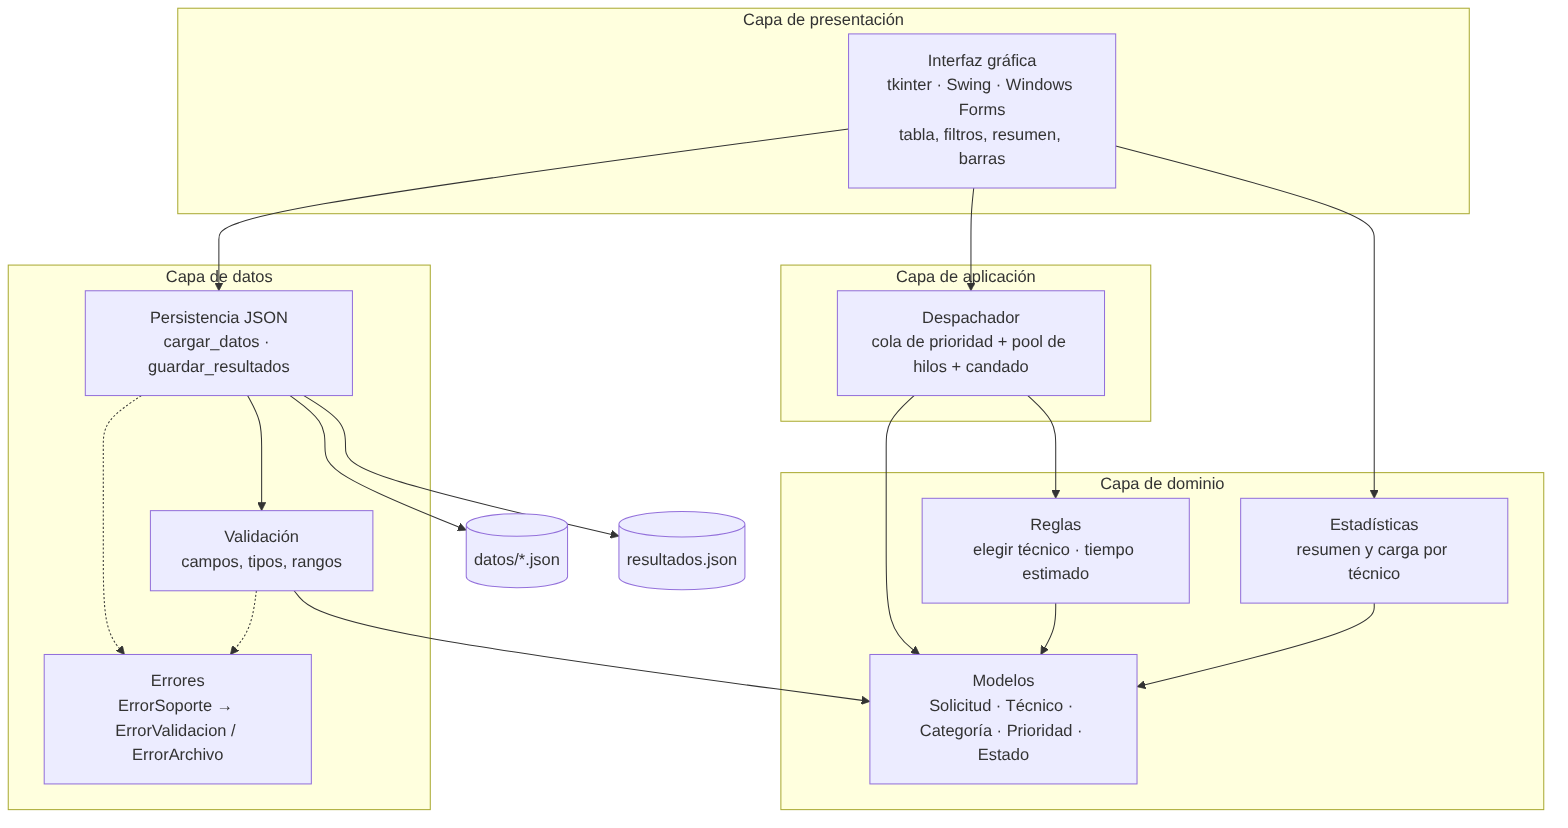 Capa de presentación
Interfaz gráfica
tkinter · Swing · Windows
Forms
tabla, filtros, resumen,
barras
Capa de datos
Persistencia JSON
cargar_datos ·
guardar_resultados
Validación
campos, tipos, rangos
Errores
ErrorSoporte →
ErrorValidacion /
ErrorArchivo
datos/*.json
resultados.json
Capa de aplicación
Despachador
cola de prioridad + pool de
hilos + candado
Capa de dominio
Reglas
elegir técnico · tiempo
estimado
Estadísticas
resumen y carga por
técnico
Modelos
Solicitud · Técnico ·
Categoría · Prioridad ·
Estado